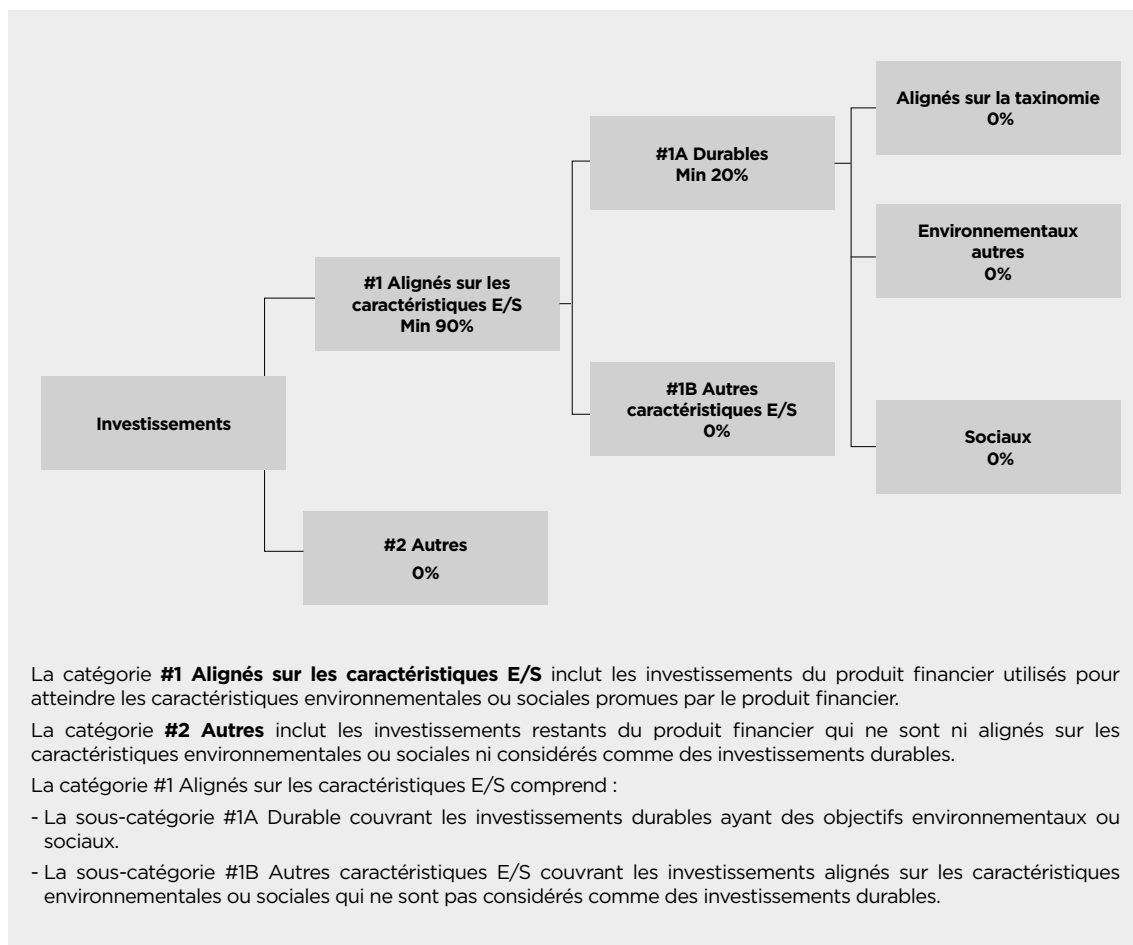 Alignés sur la taxinomie
0%
#1A Durables
Min 20%
Environnementaux
autres
0%
#1 Alignés sur les
caractéristiques E/S
Min 90%
#1B Autres
caractéristiques E/S
0%
Investissements
Sociaux
0%
#2 Autres
0%
La catégorie #1 Alignés sur les caractéristiques E/S inclut les investissements du produit financier utilisés pour
atteindre les caractéristiques environnementales ou sociales promues par le produit financier.
La catégorie #2 Autres inclut les investissements restants du produit financier qui ne sont ni alignés sur les
caractéristiques environnementales ou sociales ni considérés comme des investissements durables.
La catégorie #1 Alignés sur les caractéristiques E/S comprend :
- La sous-catégorie #1A Durable couvrant les investissements durables ayant des objectifs environnementaux ou
sociaux.
- La sous-catégorie #1B Autres caractéristiques E/S couvrant les investissements alignés sur les caractéristiques
environnementales ou sociales qui ne sont pas considérés comme des investissements durables.